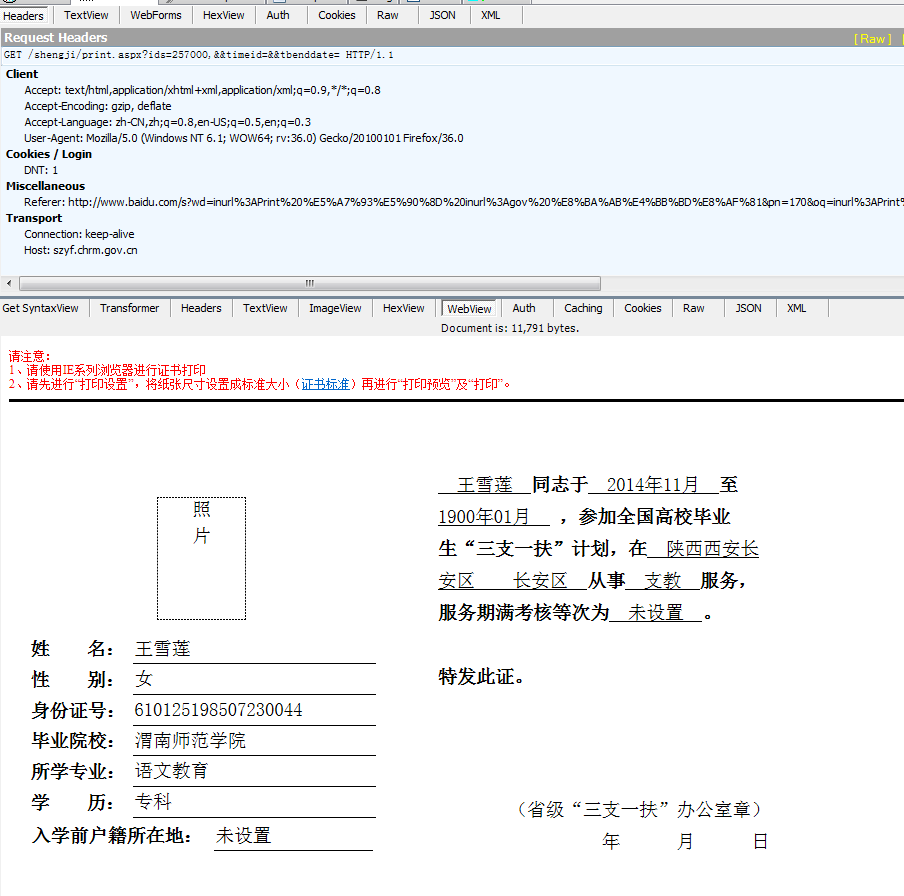 Headers TextView WebForms HexView Auth Cookies Raw JSON XML
Request Headers [ Raw ]
GET /shengji/print.aspx?ids=257000,&&timeid=&&tbenddate= HTTP/1.1
Client
Accept: text/html,application/xhtml+xml,application/xml;q=0.9,*/*;q=0.8
Accept-Encoding: gzip, deflate
Accept-Language: zh-CN,zh;q=0.8,en-US;q=0.5,en;q=0.3
User-Agent: Mozilla/5.0 (Windows NT 6.1; WOW64; rv:36.0) Gecko/20100101 Firefox/36.0
Cookies / Login
DNT: 1
Miscellaneous
Referer: http://www.baidu.com/s?wd=inurl%3APrint%20%E5%A7%93%E5%90%8D%20inurl%3Agov%20%E8%BA%AB%E4%BB%BD%E8%AF%81&pn=170&oq=inurl%3APrint
Transport
Connection: keep-alive
Host: szyf.chrm.gov.cn
Get SyntaxView Transformer Headers TextView ImageView HexView WebView Auth Caching Cookies Raw JSON XML
Document is: 11,791 bytes.
请注意：
1、请使用IE系列浏览器进行证书打印
2、请先进行“打印设置”，将纸张尺寸设置成标准大小（证书标准）再进行“打印预览”及“打印”。
照
片
姓 名： 王雪莲
性 别： 女
身份证号： 610125198507230044
毕业院校： 渭南师范学院
所学专业： 语文教育
学 历： 专科
入学前户籍所在地： 未设置
王雪莲 同志于 2014年11月 至
1900年01月 ，参加全国高校毕业
生“三支一扶”计划，在 陕西西安长
安区 长安区 从事 支教 服务，
服务期满考核等次为 未设置 。
特发此证。
（省级“三支一扶”办公室章）
年 月 日